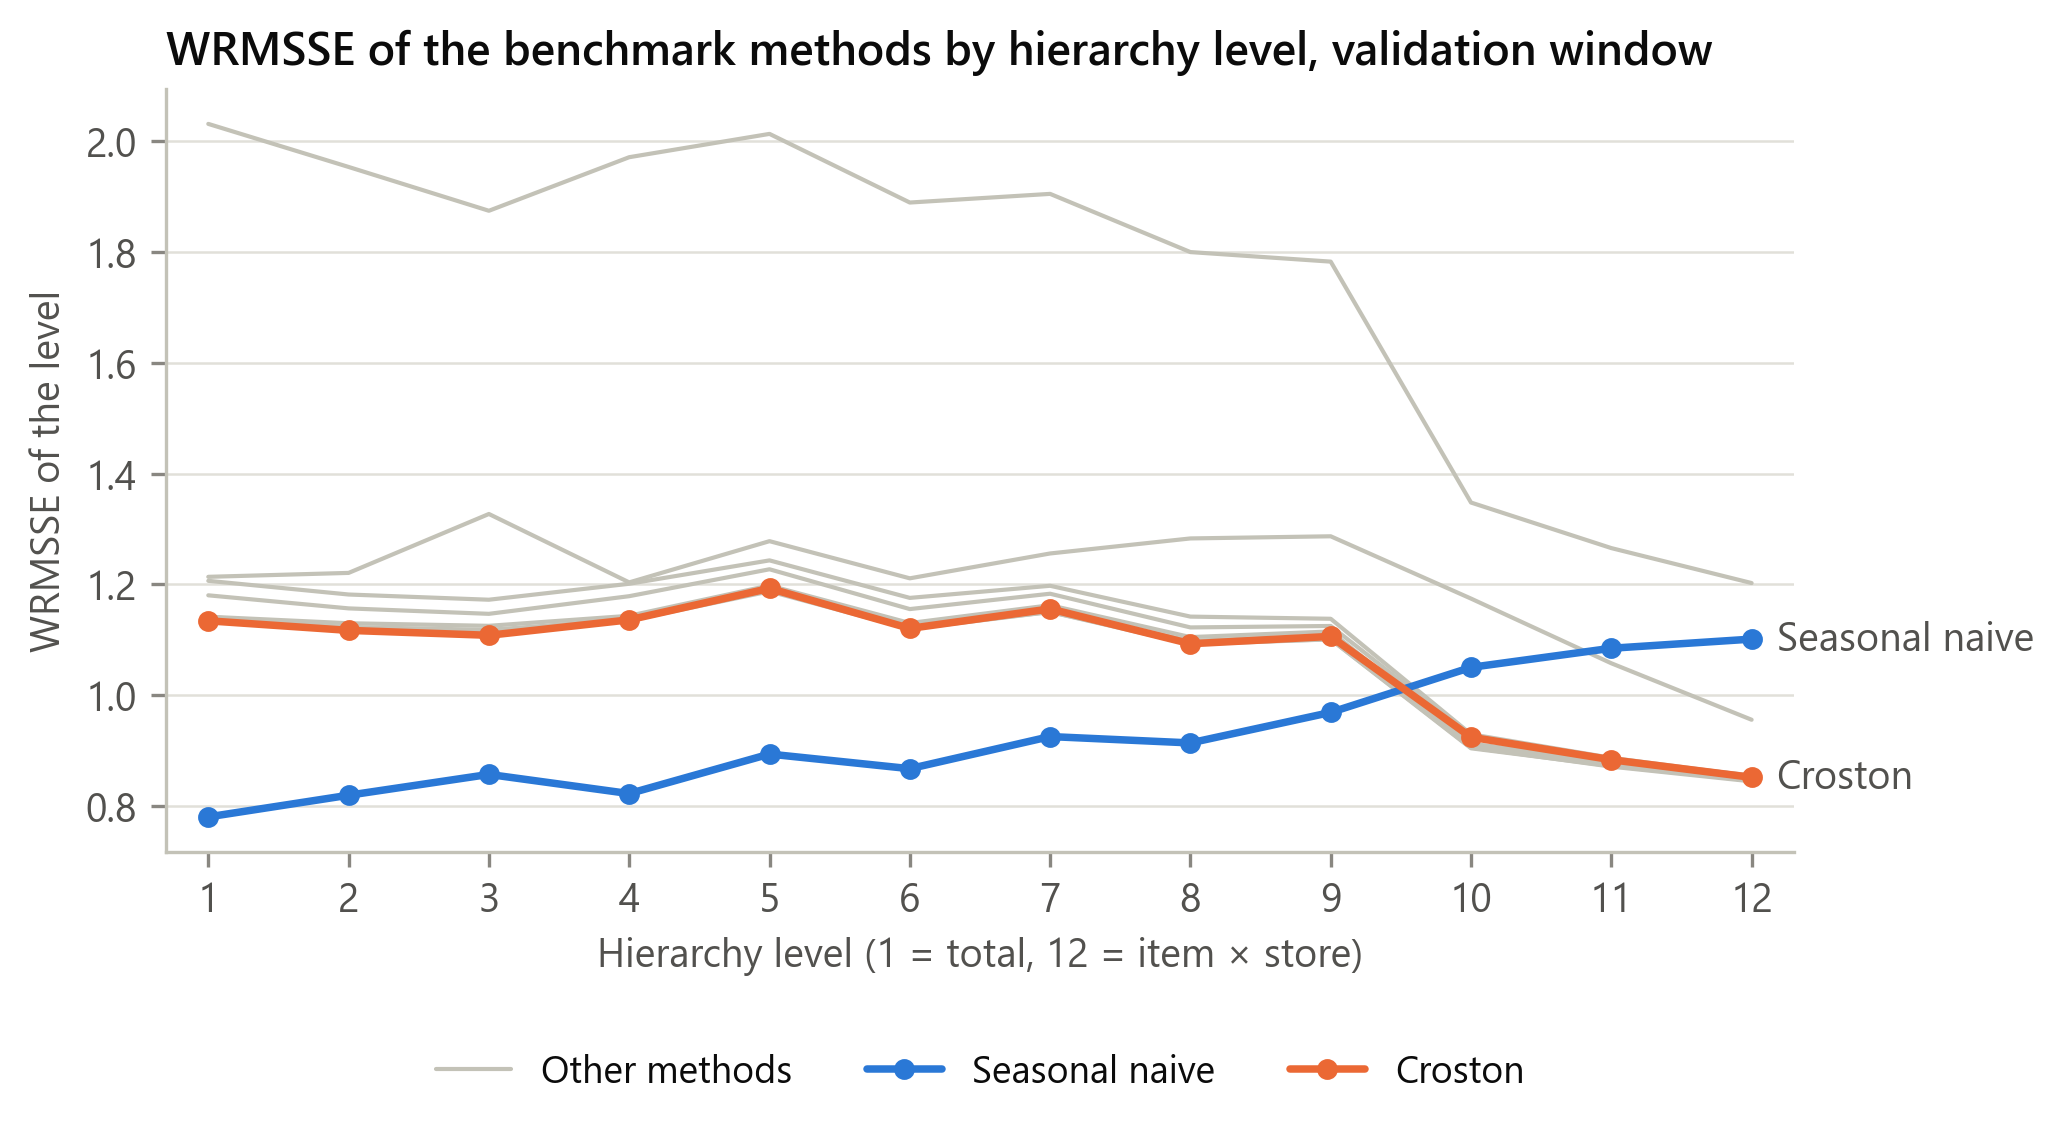 WRMSSE of the benchmark methods by hierarchy level, validation window
WRMSSE of the level
2.0
1.8
1.6
1.4
1.2
1.0
0.8
Seasonal naive
Croston
1 2 3 4 5 6 7 8 9 10 11 12
Hierarchy level (1 = total, 12 = item × store)
Other methods Seasonal naive Croston